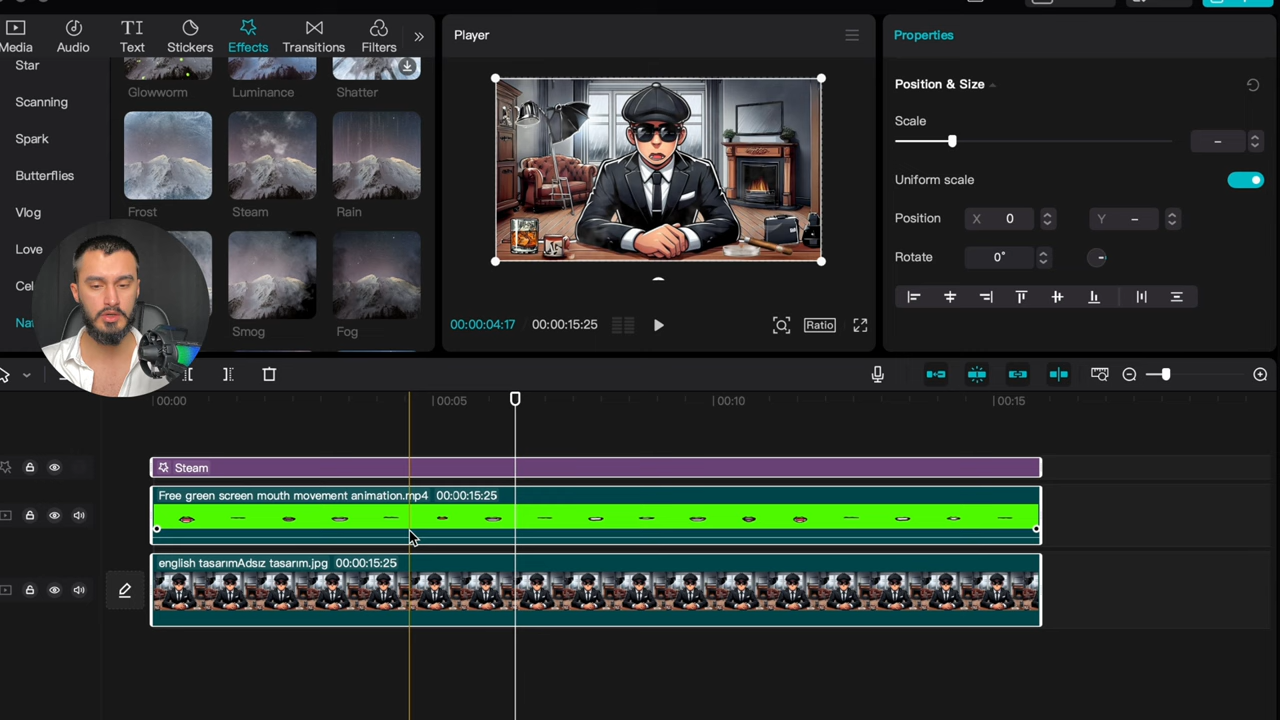 Media Audio Text Stickers Effects Transitions Filters
Player
Properties
Star
Scanning
Spark
Butterflies
Vlog
Love
Glowworm Luminance Shatter
Frost Steam Rain
Smog Fog
00:00:04:17 00:00:15:25 Ratio
Position & Size
Scale
–
Uniform scale
Position X 0 Y –
Rotate 0°
00:00 00:05 00:10 00:15
Steam
Free green screen mouth movement animation.mp4 00:00:15:25
english tasarımAdsız tasarım.jpg 00:00:15:25